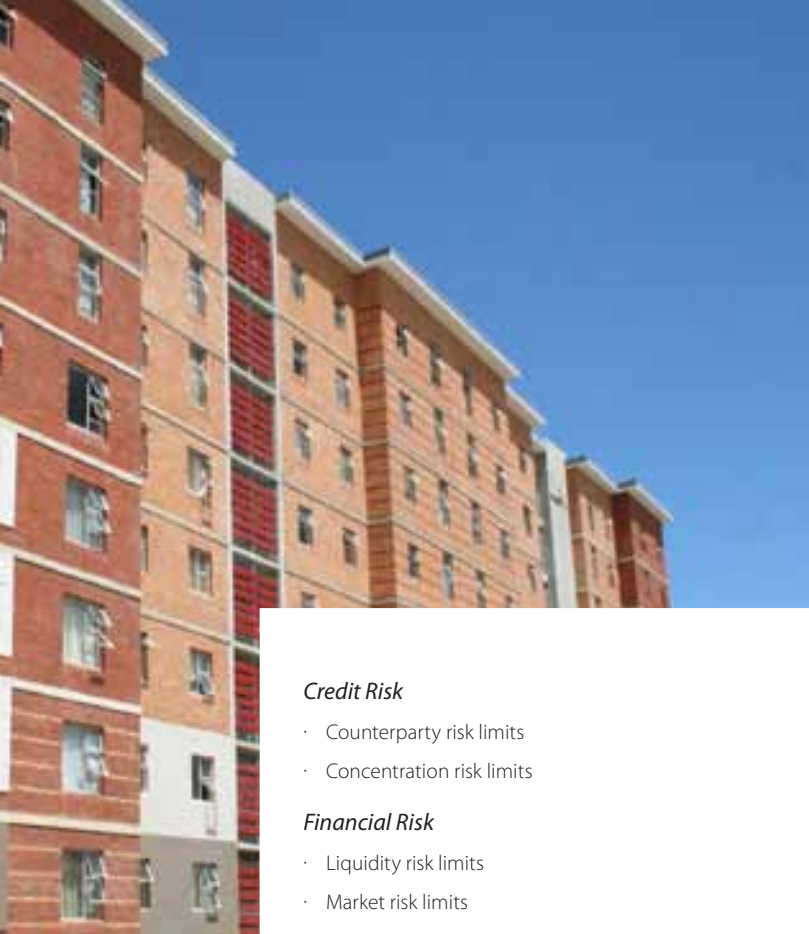 Credit Risk
· Counterparty risk limits
· Concentration risk limits
Financial Risk
· Liquidity risk limits
· Market risk limits